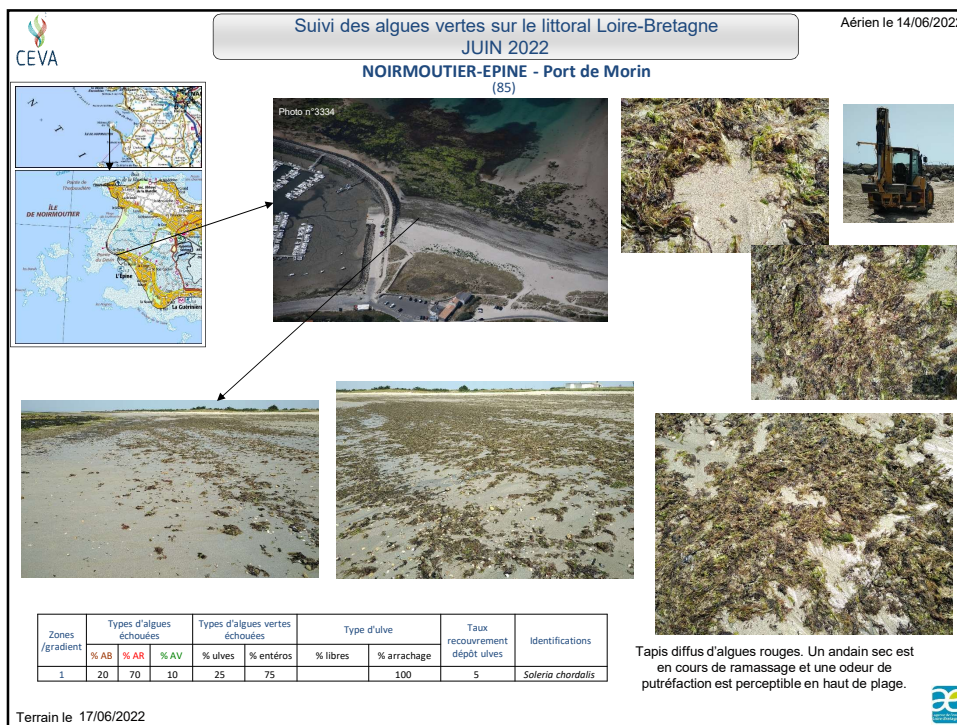 CEVA
Suivi des algues vertes sur le littoral Loire-Bretagne
JUIN 2022
Aérien le 14/06/2022
NOIRMOUTIER-EPINE - Port de Morin
(85)
Photo n°3334
ÎLE
DE NOIRMOUTIER
L'Épine
La Guérinière
Zones /gradient
Types d'algues échouées
Types d'algues vertes échouées
Type d'ulve
Taux recouvrement dépôt ulves
Identifications
% AB % AR % AV % ulves % entéros % libres % arrachage
1 20 70 10 25 75 100 5 Soleria chordalis
Tapis diffus d'algues rouges. Un andain sec est
en cours de ramassage et une odeur de
putréfaction est perceptible en haut de plage.
Terrain le 17/06/2022